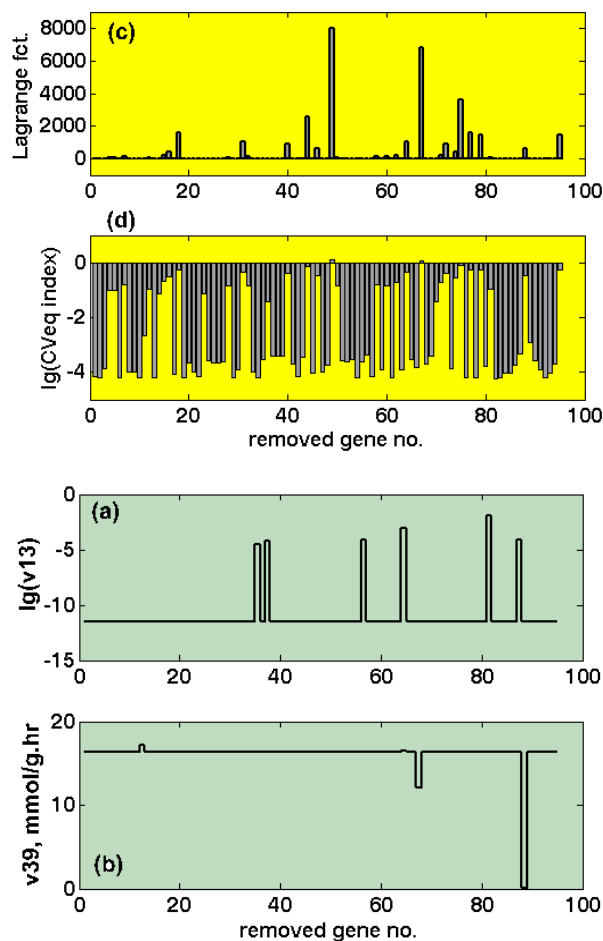 (c)
Lagrange fct.
8000
6000
4000
2000
0
0 20 40 60 80 100
(d)
lg(CVeq index)
0
-2
-4
0 20 40 60 80 100
removed gene no.
(a)
lg(v13)
0
-5
-10
-15
0 20 40 60 80 100
v39, mmol/g.hr
20
10
0
(b)
0 20 40 60 80 100
removed gene no.